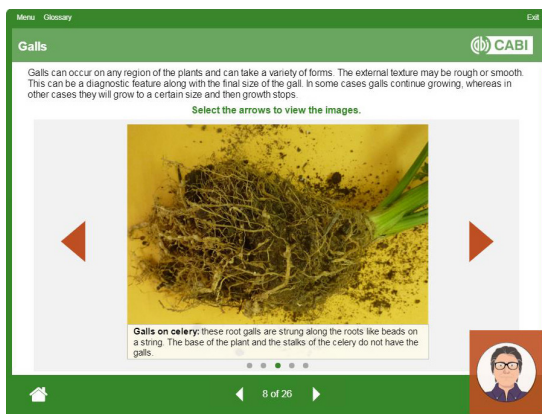 Menu Glossary Exit
Galls
CABI
Galls can occur on any region of the plants and can take a variety of forms. The external texture may be rough or smooth.
This can be a diagnostic feature along with the final size of the gall. In some cases galls continue growing, whereas in
other cases they will grow to a certain size and then growth stops.
Select the arrows to view the images.
Galls on celery: these root galls are strung along the roots like beads on
a string. The base of the plant and the stalks of the celery do not have the
galls.
8 of 26